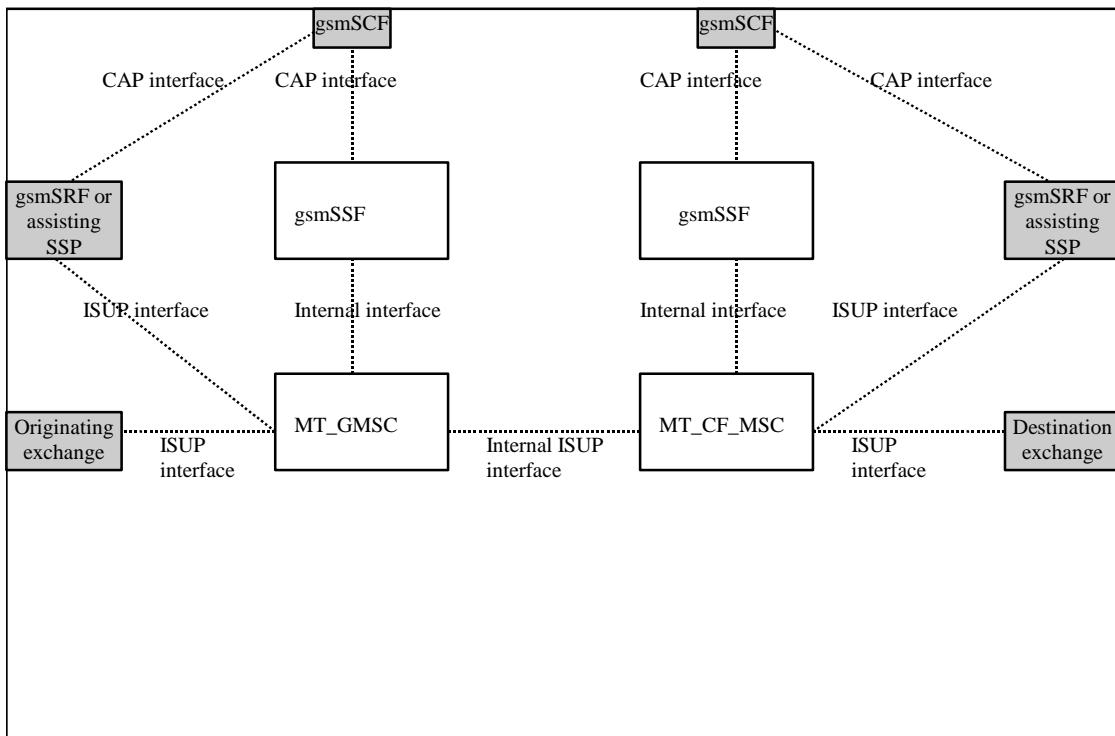 gsmSCF
gsmSCF
CAP interface
CAP interface
CAP interface
CAP interface
gsmSRF or
assisting
SSP
gsmSSF
gsmSSF
gsmSRF or
assisting
SSP
ISUP interface
Internal interface
Internal interface
ISUP interface
Originating
exchange
ISUP
interface
MT_GMSC
Internal ISUP
interface
MT_CF_MSC
ISUP
interface
Destination
exchange